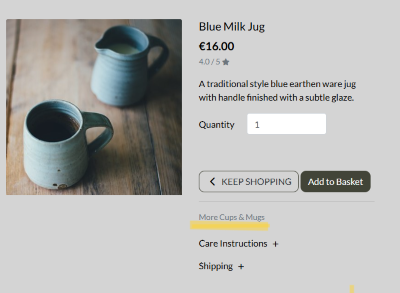 Blue Milk Jug
€16.00
4.0 / 5 ★
A traditional style blue earthen ware jug
with handle finished with a subtle glaze.
Quantity 1
KEEP SHOPPING Add to Basket
More Cups & Mugs
Care Instructions +
Shipping +